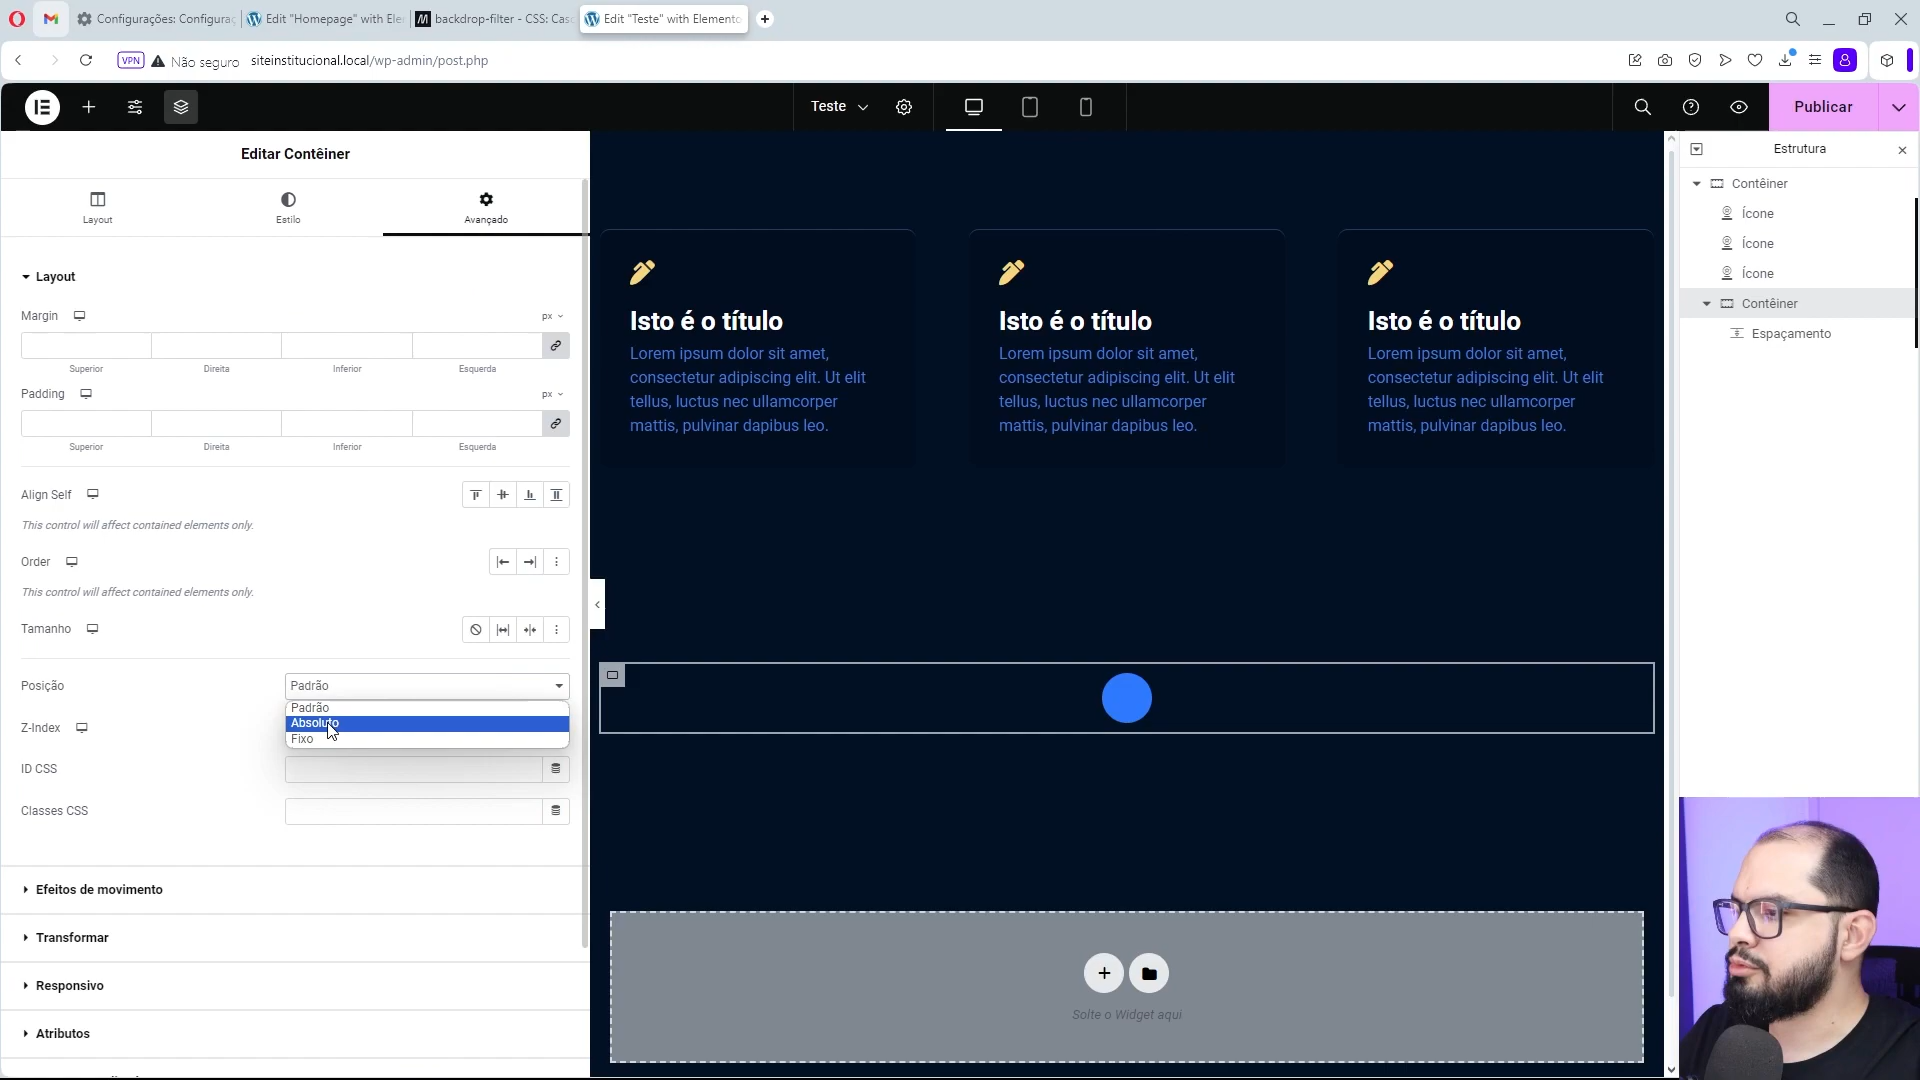 Configurações: Configuraç
Edit "Homepage" with Ele
backdrop-filter - CSS: Casc
Edit "Teste" with Elemento
VPN
Não seguro
siteinstitucional.local/wp-admin/post.php
Teste
Publicar
Editar Contêiner
Layout
Estilo
Avançado
Layout
Margin
px
Superior
Direita
Inferior
Esquerda
Padding
px
Superior
Direita
Inferior
Esquerda
Align Self
This control will affect contained elements only.
Order
This control will affect contained elements only.
Tamanho
Posição
Padrão
Padrão
Absoluto
Fixo
Z-Index
ID CSS
Classes CSS
Efeitos de movimento
Transformar
Responsivo
Atributos
Isto é o título
Lorem ipsum dolor sit amet,
consectetur adipiscing elit. Ut elit
tellus, luctus nec ullamcorper
mattis, pulvinar dapibus leo.
Isto é o título
Lorem ipsum dolor sit amet,
consectetur adipiscing elit. Ut elit
tellus, luctus nec ullamcorper
mattis, pulvinar dapibus leo.
Isto é o título
Lorem ipsum dolor sit amet,
consectetur adipiscing elit. Ut elit
tellus, luctus nec ullamcorper
mattis, pulvinar dapibus leo.
Solte o Widget aqui
Estrutura
Contêiner
Ícone
Ícone
Ícone
Contêiner
Espaçamento